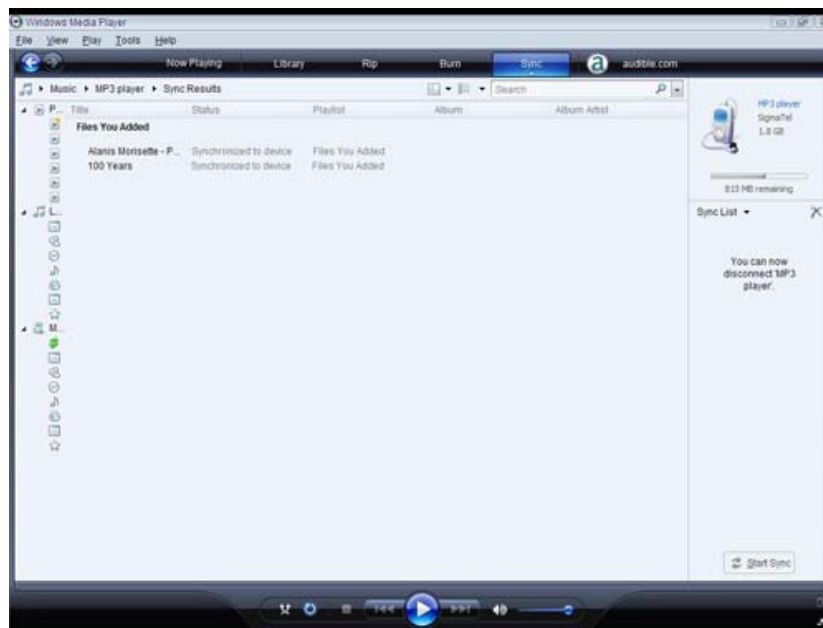 Windows Media Player
File View Play Tools Help
Now Playing Library Rip Burn Sync audible.com
Music MP3 player Sync Results Search
P... Title Status Playlist Album Album Artist
Files You Added
Alanis Morisette - P... Synchronized to device Files You Added
100 Years Synchronized to device Files You Added
L...
M...
MP3 player
SigmaTel
1.8 GB
813 MB remaining
Sync List
You can now
disconnect 'MP3
player'.
Start Sync